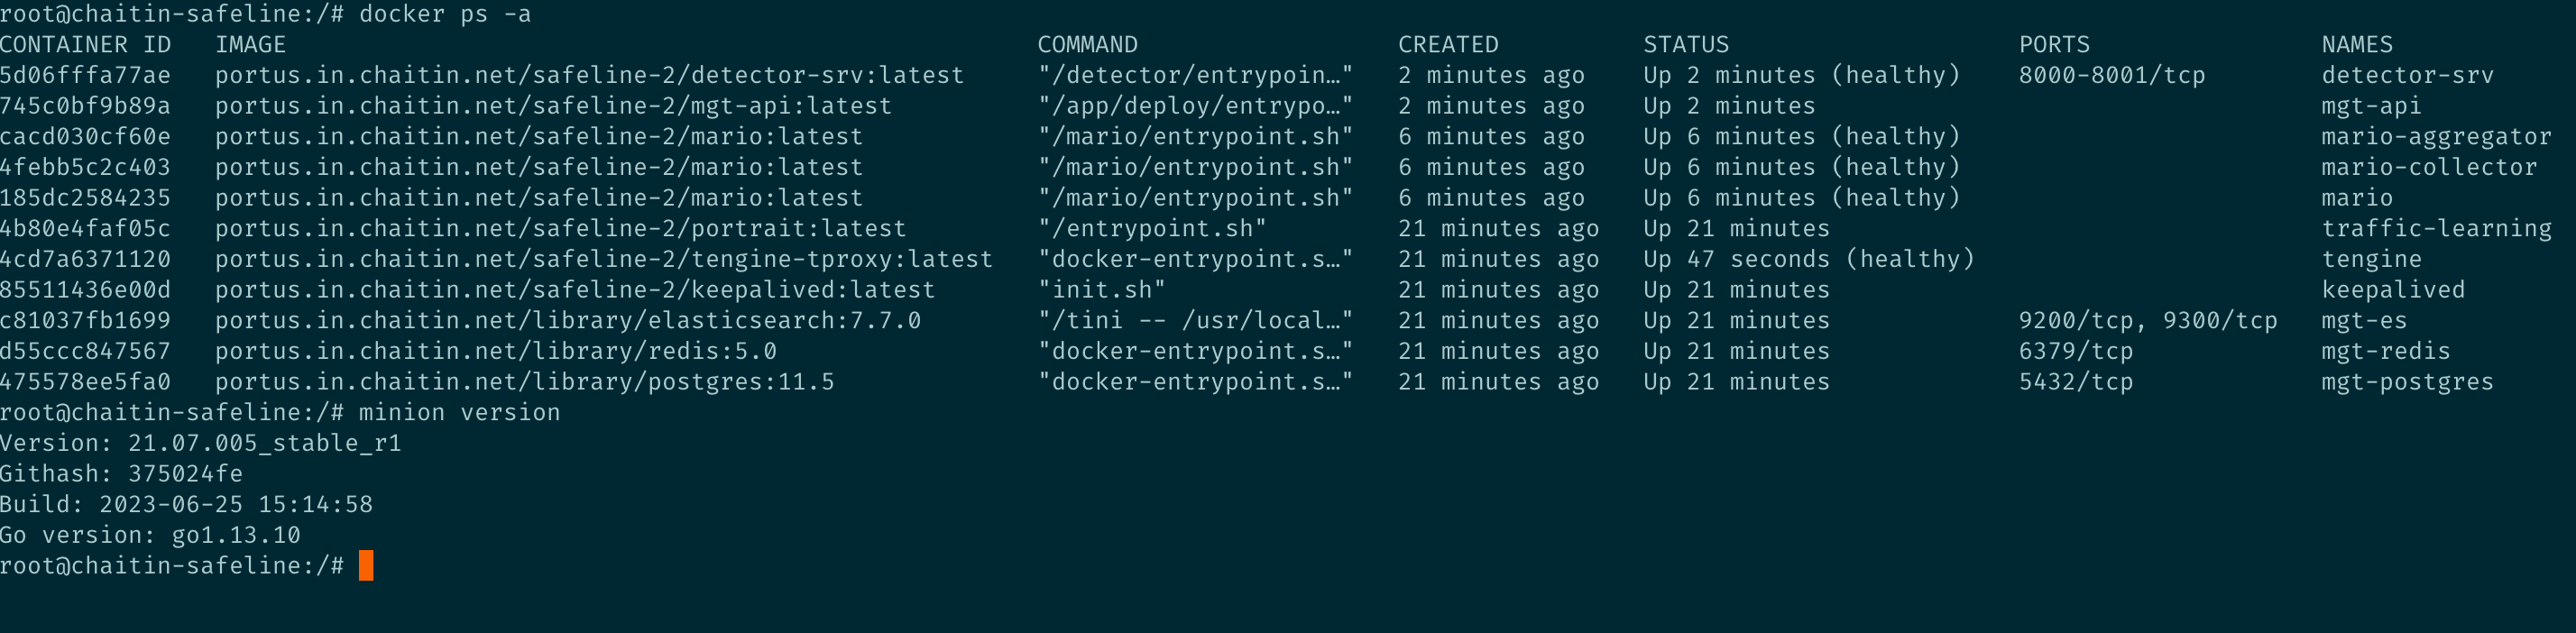 root@chaitin-safeline:/# docker ps -a
CONTAINER ID   IMAGE                                                    COMMAND                  CREATED          STATUS                    PORTS                NAMES
5d06fffa77ae   portus.in.chaitin.net/safeline-2/detector-srv:latest     "/detector/entrypoin…"   2 minutes ago    Up 2 minutes (healthy)    8000-8001/tcp        detector-srv
745c0bf9b89a   portus.in.chaitin.net/safeline-2/mgt-api:latest          "/app/deploy/entrypo…"   2 minutes ago    Up 2 minutes                                   mgt-api
cacd030cf60e   portus.in.chaitin.net/safeline-2/mario:latest            "/mario/entrypoint.sh"   6 minutes ago    Up 6 minutes (healthy)                         mario-aggregator
4febb5c2c403   portus.in.chaitin.net/safeline-2/mario:latest            "/mario/entrypoint.sh"   6 minutes ago    Up 6 minutes (healthy)                         mario-collector
185dc2584235   portus.in.chaitin.net/safeline-2/mario:latest            "/mario/entrypoint.sh"   6 minutes ago    Up 6 minutes (healthy)                         mario
4b80e4faf05c   portus.in.chaitin.net/safeline-2/portrait:latest         "/entrypoint.sh"         21 minutes ago   Up 21 minutes                                  traffic-learning
4cd7a6371120   portus.in.chaitin.net/safeline-2/tengine-tproxy:latest   "docker-entrypoint.s…"   21 minutes ago   Up 47 seconds (healthy)                        tengine
85511436e00d   portus.in.chaitin.net/safeline-2/keepalived:latest       "init.sh"                21 minutes ago   Up 21 minutes                                  keepalived
c81037fb1699   portus.in.chaitin.net/library/elasticsearch:7.7.0        "/tini -- /usr/local…"   21 minutes ago   Up 21 minutes             9200/tcp, 9300/tcp   mgt-es
d55ccc847567   portus.in.chaitin.net/library/redis:5.0                  "docker-entrypoint.s…"   21 minutes ago   Up 21 minutes             6379/tcp             mgt-redis
475578ee5fa0   portus.in.chaitin.net/library/postgres:11.5              "docker-entrypoint.s…"   21 minutes ago   Up 21 minutes             5432/tcp             mgt-postgres
root@chaitin-safeline:/# minion version
Version: 21.07.005_stable_r1
Githash: 375024fe
Build: 2023-06-25 15:14:58
Go version: go1.13.10
root@chaitin-safeline:/#